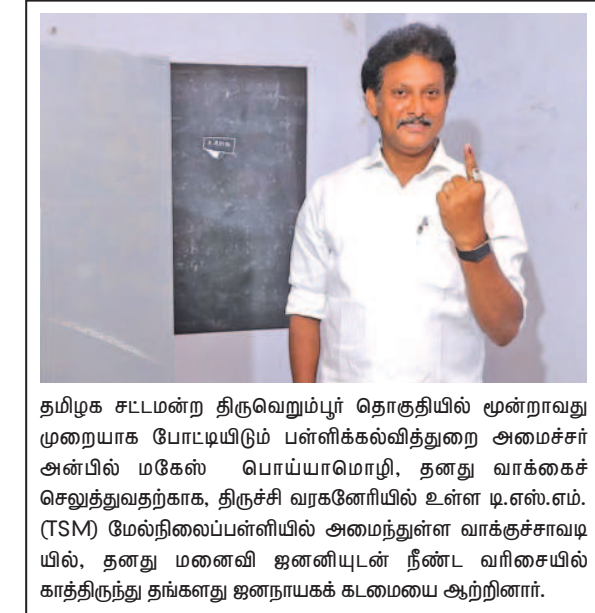 தமிழக சட்டமன்ற திருவெறும்பூர் தொகுதியில் மூன்றாவது
முறையாக போட்டியிடும் பள்ளிக்கல்வித்துறை அமைச்சர்
அன்பில் மகேஸ் பொய்யாமொழி, தனது வாக்கைச்
செலுத்துவதற்காக, திருச்சி வரகனேரியில் உள்ள டி.எஸ்.எம்.
(TSM) மேல்நிலைப்பள்ளியில் அமைந்துள்ள வாக்குச்சாவடி
யில், தனது மனைவி ஜனனியுடன் நீண்ட வரிசையில்
காத்திருந்து தங்களது ஜனநாயகக் கடமையை ஆற்றினார்.